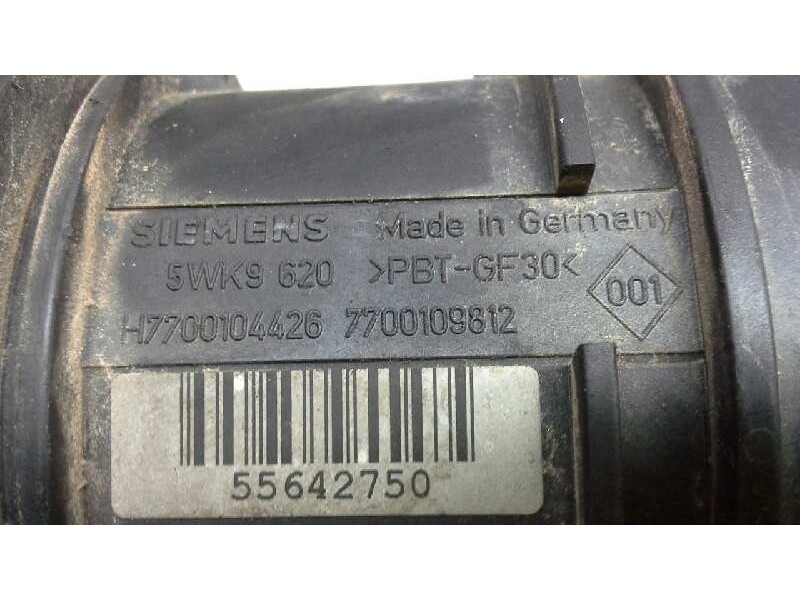 SIEMENS Made in Germany
5WK9 620 >PBT-GF30< 001
H7700104426 7700109812
55642750